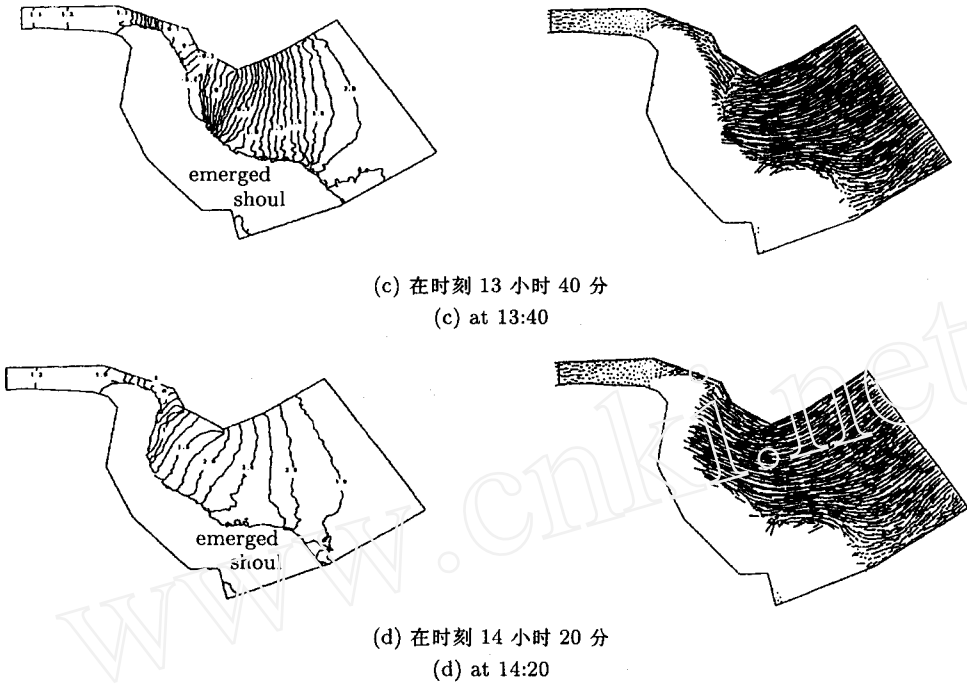 emerged
shoul
(c) 在时刻 13 小时 40 分
(c) at 13:40
emerged
shoul
(d) 在时刻 14 小时 20 分
(d) at 14:20
www.cnki.net